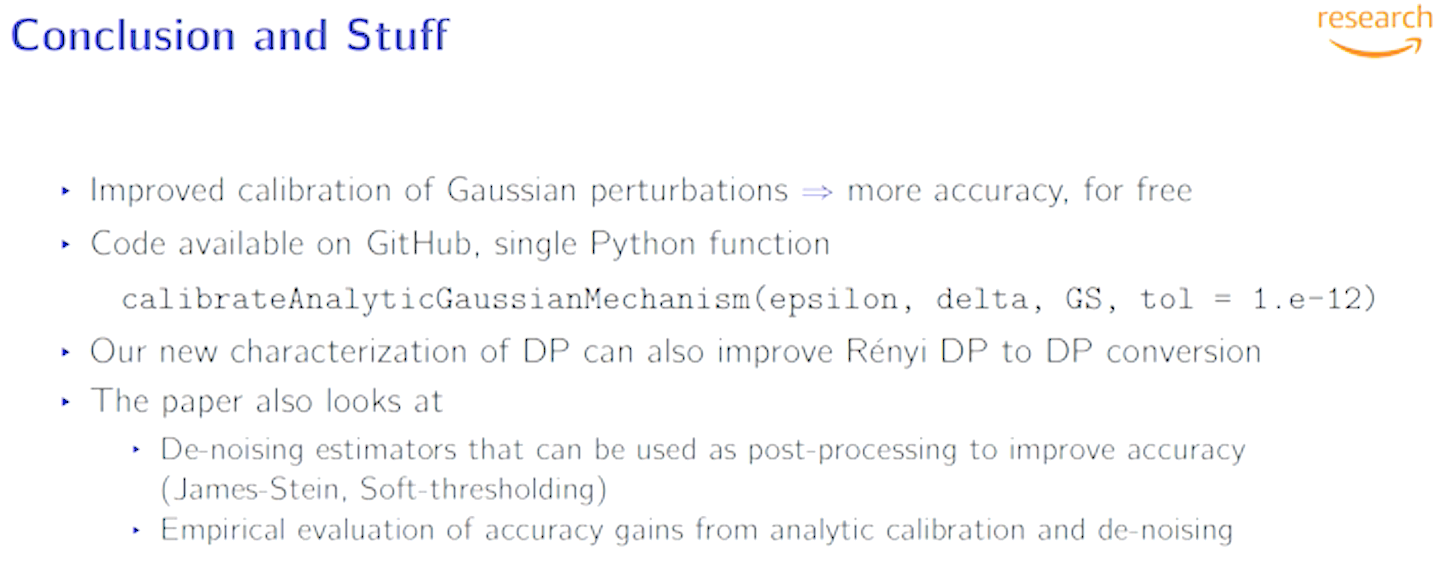 Conclusion and Stuff
research
‣ Improved calibration of Gaussian perturbations ⇒ more accuracy, for free
‣ Code available on GitHub, single Python function
calibrateAnalyticGaussianMechanism(epsilon, delta, GS, tol = 1.e-12)
‣ Our new characterization of DP can also improve Rényi DP to DP conversion
‣ The paper also looks at
‣ De-noising estimators that can be used as post-processing to improve accuracy
(James-Stein, Soft-thresholding)
‣ Empirical evaluation of accuracy gains from analytic calibration and de-noising